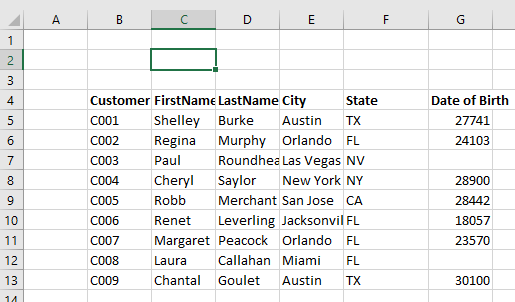 A B C D E F G
1
2
3
4 Customer FirstName LastName City State Date of Birth
5 C001 Shelley Burke Austin TX 27741
6 C002 Regina Murphy Orlando FL 24103
7 C003 Paul Roundhea Las Vegas NV
8 C004 Cheryl Saylor New York NY 28900
9 C005 Robb Merchant San Jose CA 28442
10 C006 Renet Leverling Jacksonvil FL 18057
11 C007 Margaret Peacock Orlando FL 23570
12 C008 Laura Callahan Miami FL
13 C009 Chantal Goulet Austin TX 30100
14